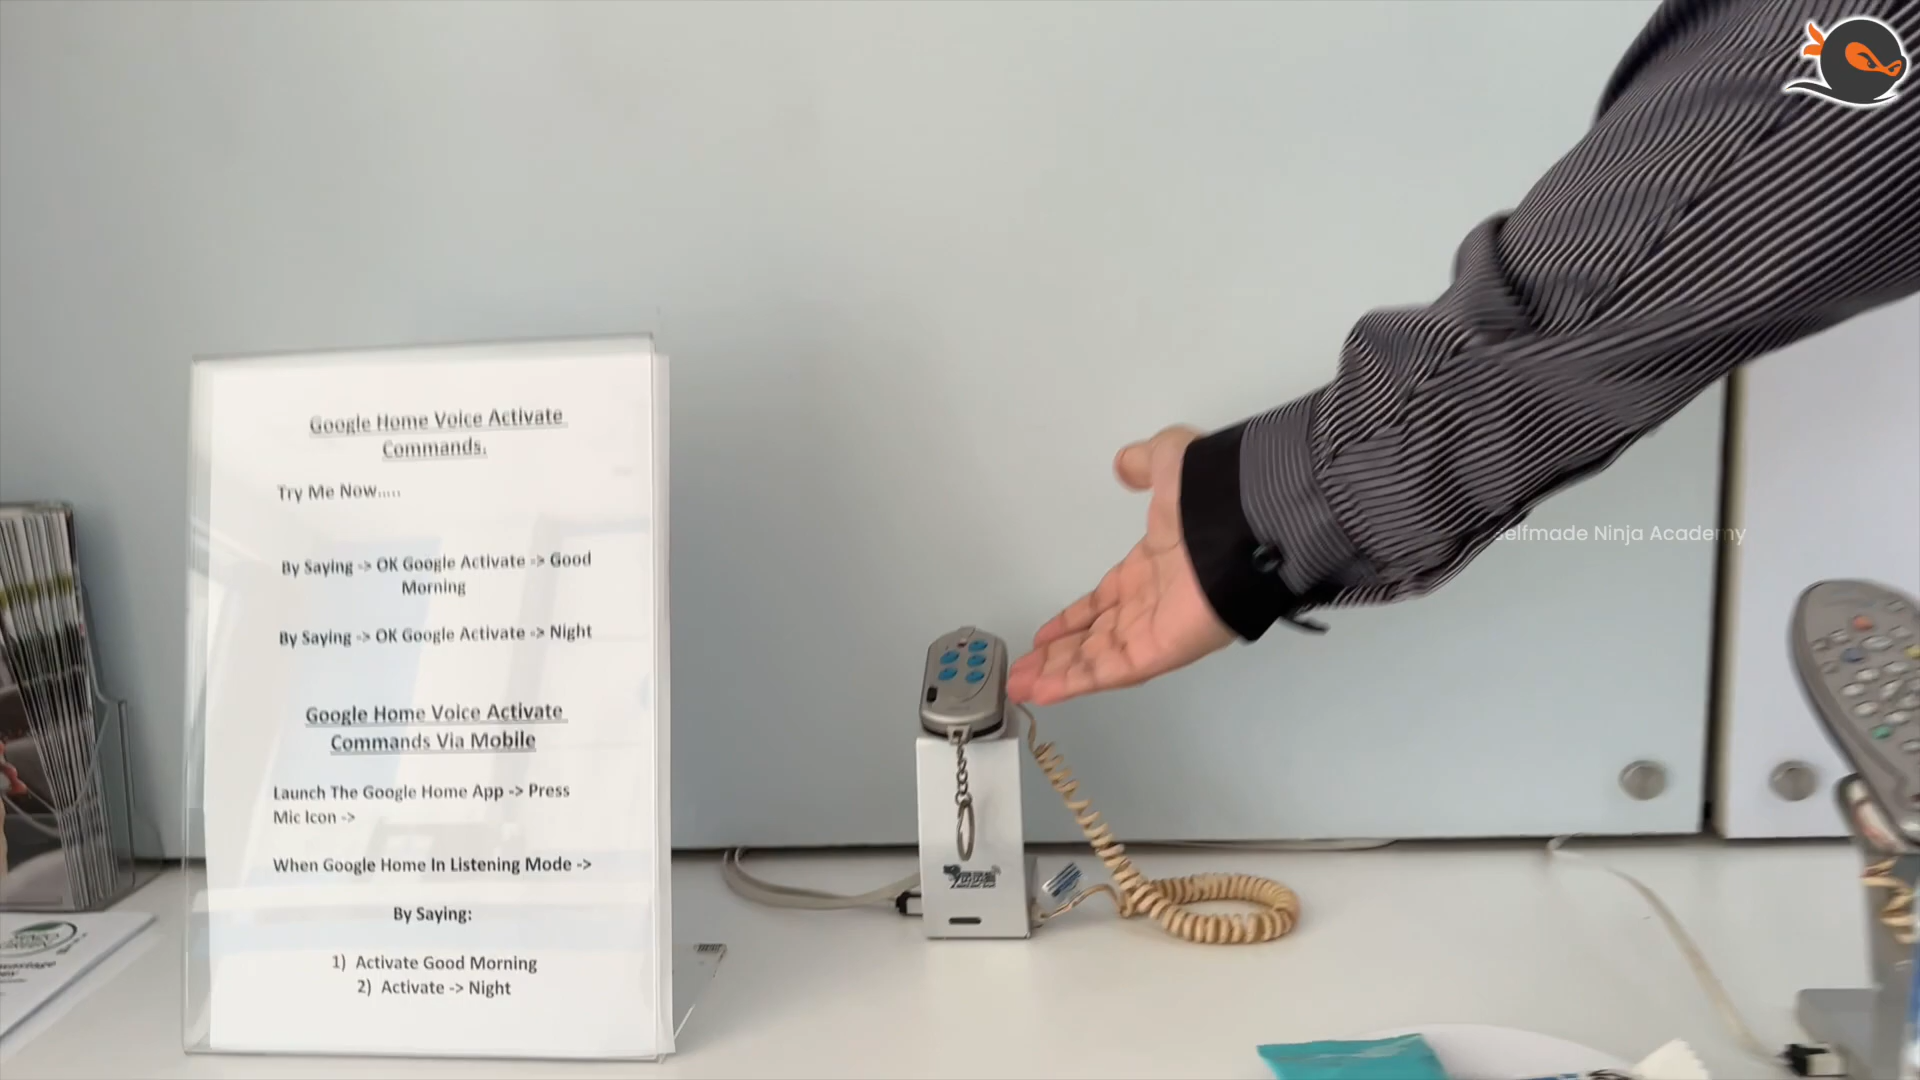 Google Home Voice Activate
Commands.
Try Me Now.....
By Saying -> OK Google Activate -> Good
Morning
By Saying -> OK Google Activate -> Night
Google Home Voice Activate
Commands Via Mobile
Launch The Google Home App -> Press
Mic Icon ->
When Google Home In Listening Mode ->
By Saying:
1) Activate Good Morning
2) Activate -> Night
Selfmade Ninja Academy